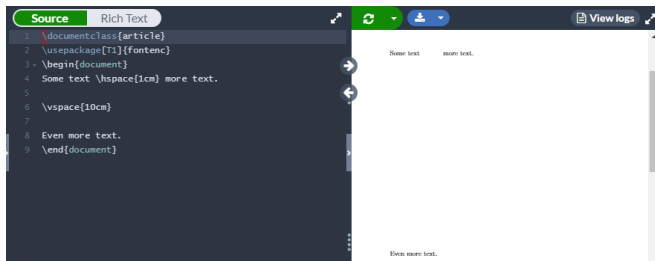 Source Rich Text
View logs
1 \documentclass{article}
2 \usepackage[T1]{fontenc}
3 \begin{document}
4 Some text \hspace{1cm} more text.
5
6 \vspace{10cm}
7
8 Even more text.
9 \end{document}
Some text more text.
Even more text.